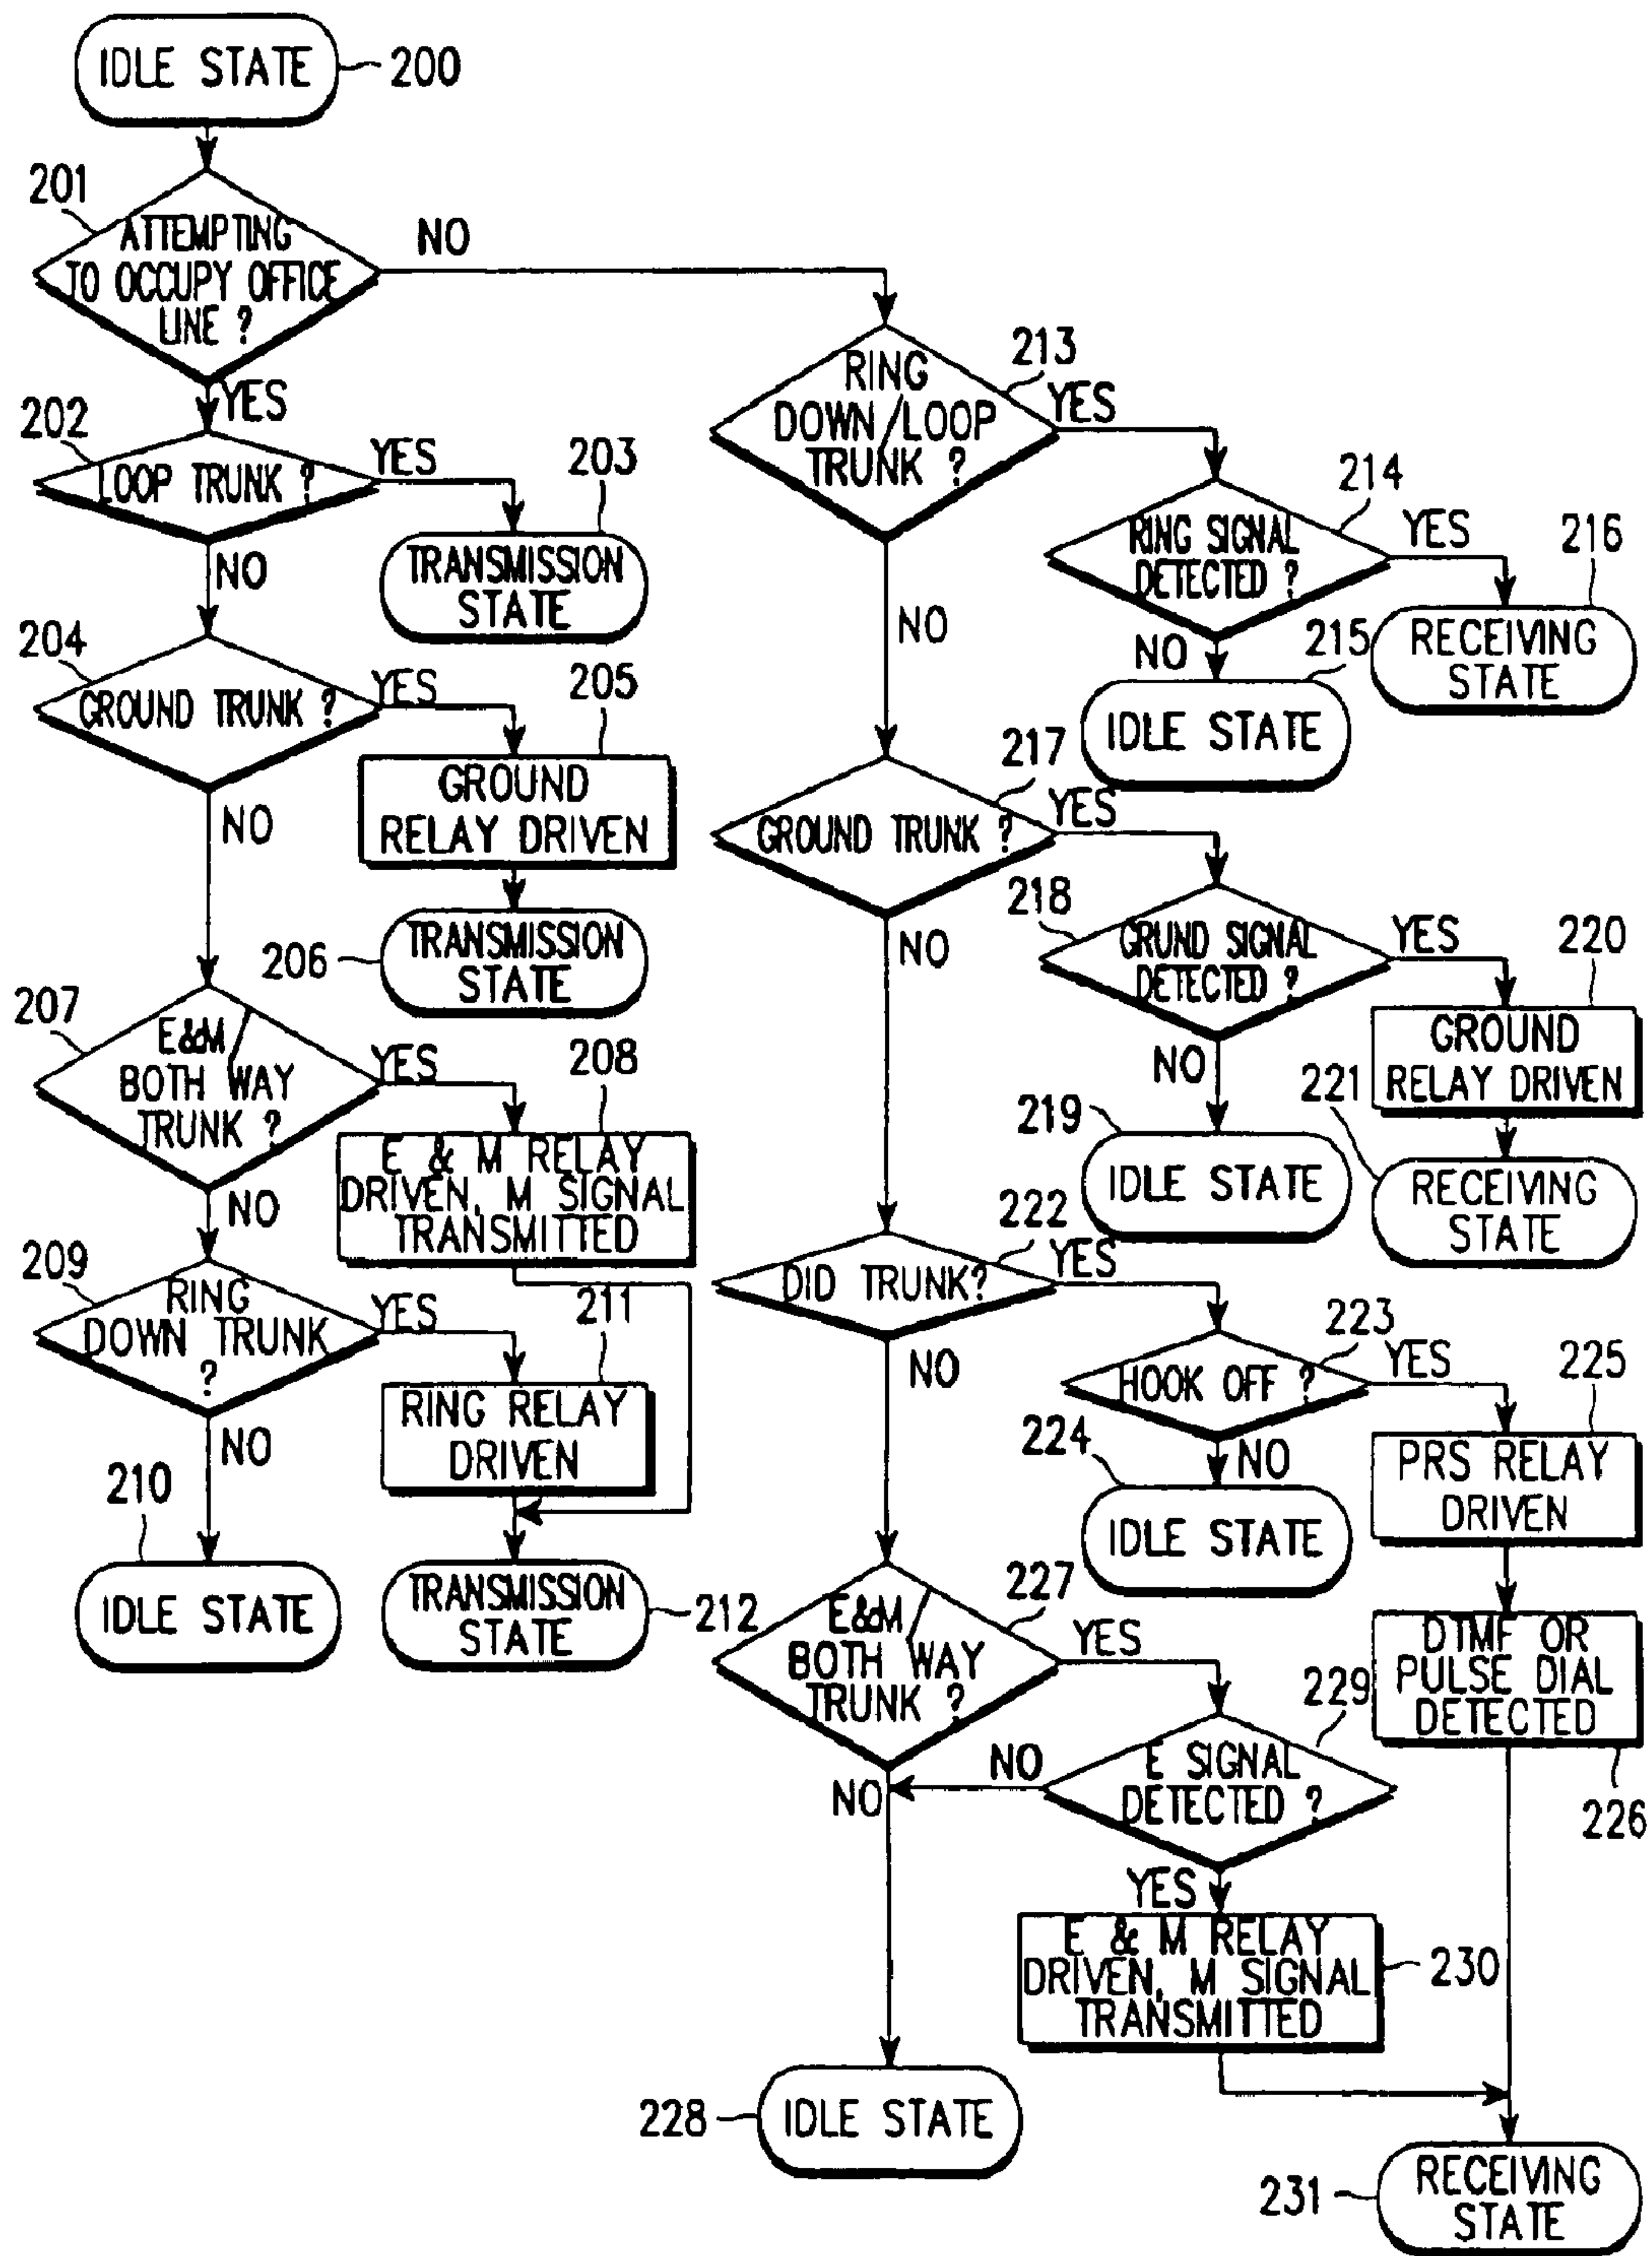 IDLE STATE
200
201
ATTEMPTING
TO OCCUPY OFFICE
LINE ?
NO
YES
202
LOOP TRUNK ?
YES
203
TRANSMISSION
STATE
NO
204
GROUND TRUNK ?
YES
205
GROUND
RELAY DRIVEN
NO
206
TRANSMISSION
STATE
207
E&M/
BOTH WAY
TRUNK ?
YES
208
E & M RELAY
DRIVEN, M SIGNAL
TRANSMITTED
NO
209
RING
DOWN TRUNK
?
YES
211
RING RELAY
DRIVEN
NO
210
IDLE STATE
TRANSMISSION
STATE
212
213
RING
DOWN/LOOP
TRUNK ?
YES
214
RING SIGNAL
DETECTED ?
YES
216
RECEIVING
STATE
NO
215
IDLE STATE
NO
217
GROUND TRUNK ?
YES
218
GRUND SIGNAL
DETECTED ?
YES
220
GROUND
RELAY DRIVEN
NO
221
RECEIVING
STATE
219
IDLE STATE
NO
222
DID TRUNK?
YES
223
HOOK OFF ?
YES
225
PRS RELAY
DRIVEN
NO
224
IDLE STATE
NO
DTMF OR
PULSE DIAL
DETECTED
226
227
E&M/
BOTH WAY
TRUNK ?
YES
229
E SIGNAL
DETECTED ?
NO
NO
YES
E & M RELAY
DRIVEN, M SIGNAL
TRANSMITTED
230
228
IDLE STATE
231
RECEIVING
STATE